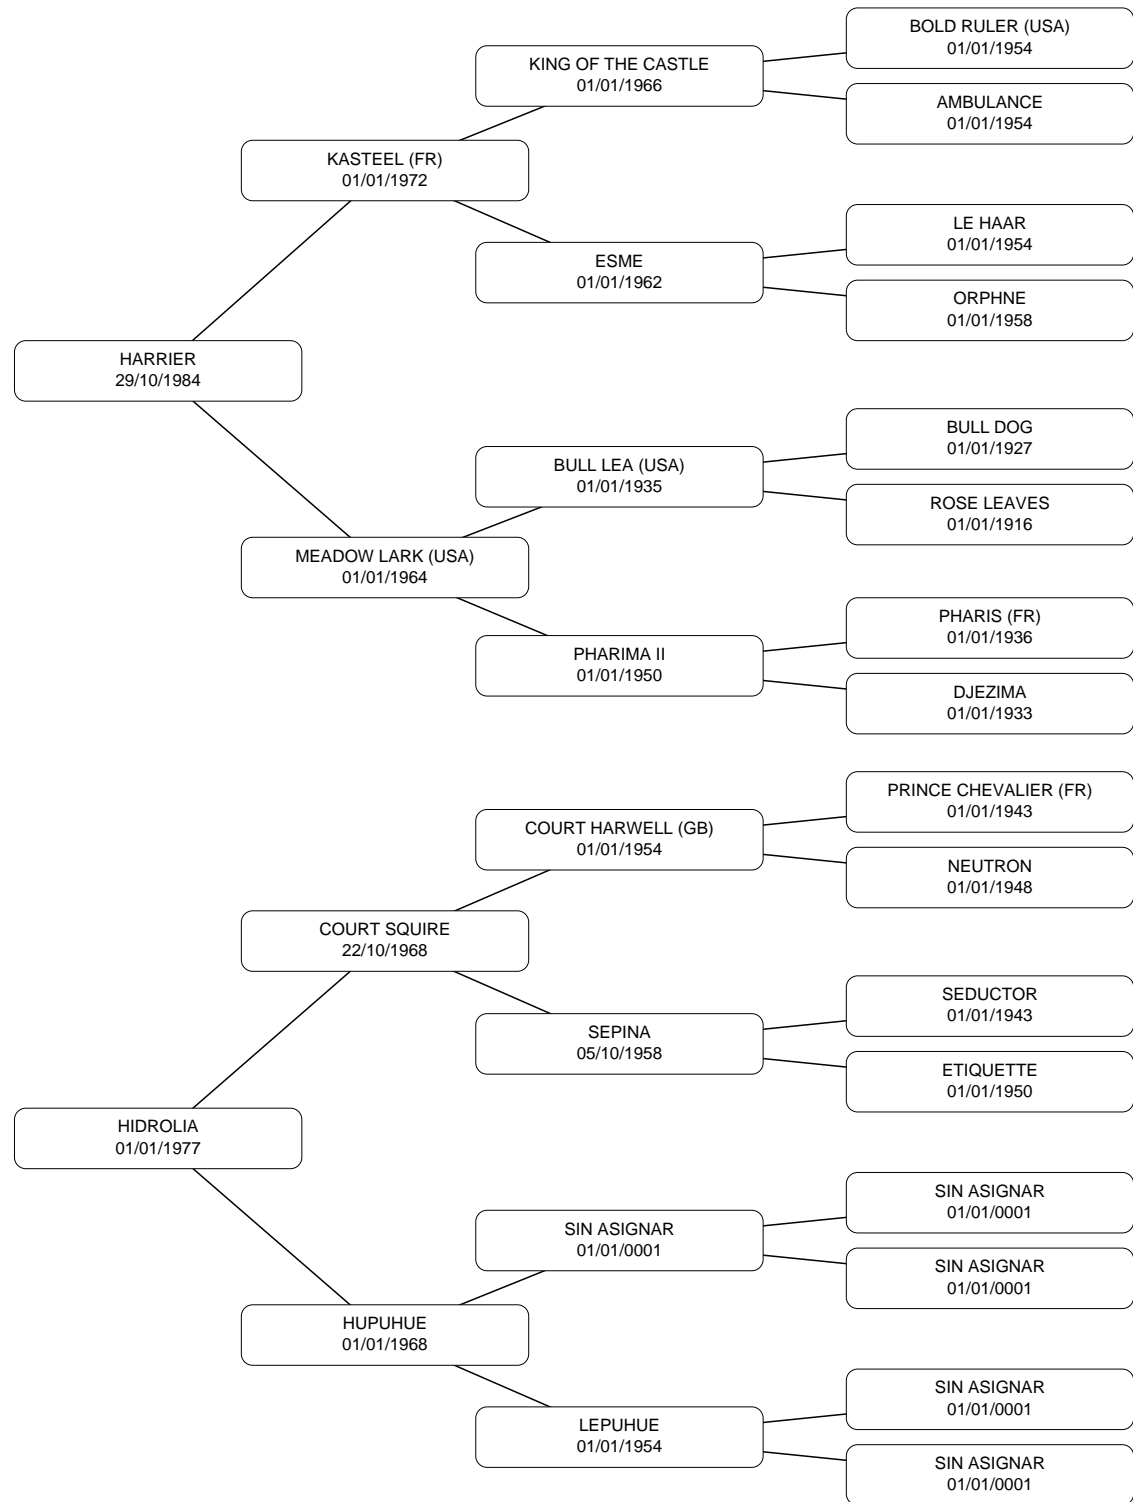 BOLD RULER (USA)
01/01/1954
KING OF THE CASTLE
01/01/1966
AMBULANCE
01/01/1954
KASTEEL (FR)
01/01/1972
LE HAAR
01/01/1954
ESME
01/01/1962
ORPHNE
01/01/1958
HARRIER
29/10/1984
BULL DOG
01/01/1927
BULL LEA (USA)
01/01/1935
ROSE LEAVES
01/01/1916
MEADOW LARK (USA)
01/01/1964
PHARIS (FR)
01/01/1936
PHARIMA II
01/01/1950
DJEZIMA
01/01/1933
PRINCE CHEVALIER (FR)
01/01/1943
COURT HARWELL (GB)
01/01/1954
NEUTRON
01/01/1948
COURT SQUIRE
22/10/1968
SEDUCTOR
01/01/1943
SEPINA
05/10/1958
ETIQUETTE
01/01/1950
HIDROLIA
01/01/1977
SIN ASIGNAR
01/01/0001
SIN ASIGNAR
01/01/0001
SIN ASIGNAR
01/01/0001
HUPUHUE
01/01/1968
SIN ASIGNAR
01/01/0001
LEPUHUE
01/01/1954
SIN ASIGNAR
01/01/0001